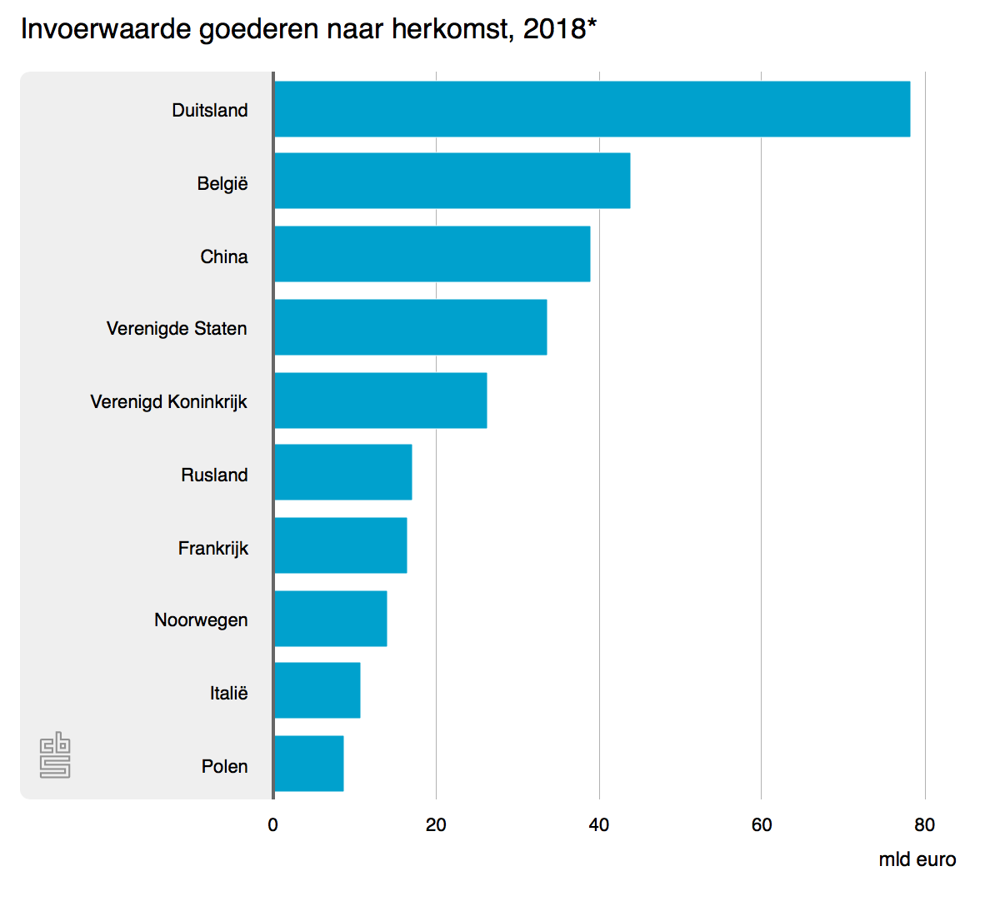 Invoerwaarde goederen naar herkomst, 2018*
Duitsland
België
China
Verenigde Staten
Verenigd Koninkrijk
Rusland
Frankrijk
Noorwegen
Italië
Polen
cbs
0 20 40 60 80
mld euro